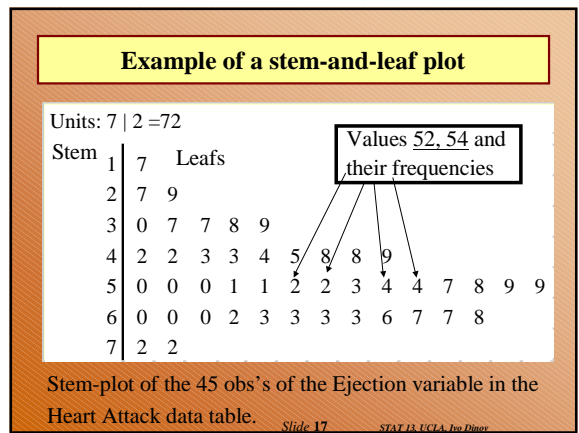 Example of a stem-and-leaf plot
Units: 7 | 2 =72
Values 52, 54 and
their frequencies
Stem Leafs
1 7
2 7 9
3 0 7 7 8 9
4 2 2 3 3 4 5 8 8 9
5 0 0 0 1 1 2 2 3 4 4 7 8 9 9
6 0 0 0 2 3 3 3 3 6 7 7 8
7 2 2
Stem-plot of the 45 obs's of the Ejection variable in the
Heart Attack data table.
Slide 17 STAT 13, UCLA, Ivo Dinov